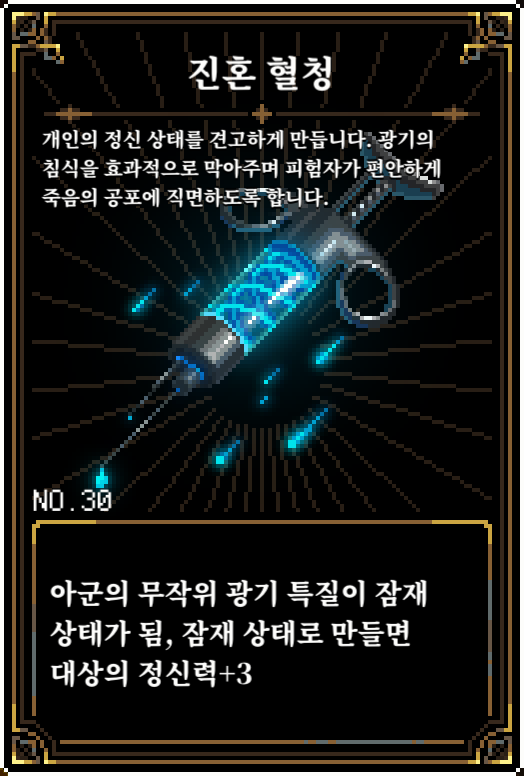 진혼 혈청
개인의 정신 상태를 견고하게 만듭니다. 광기의
침식을 효과적으로 막아주며 피험자가 편안하게
죽음의 공포에 직면하도록 합니다.
NO.30
아군의 무작위 광기 특질이 잠재
상태가 됨, 잠재 상태로 만들면
대상의 정신력+3